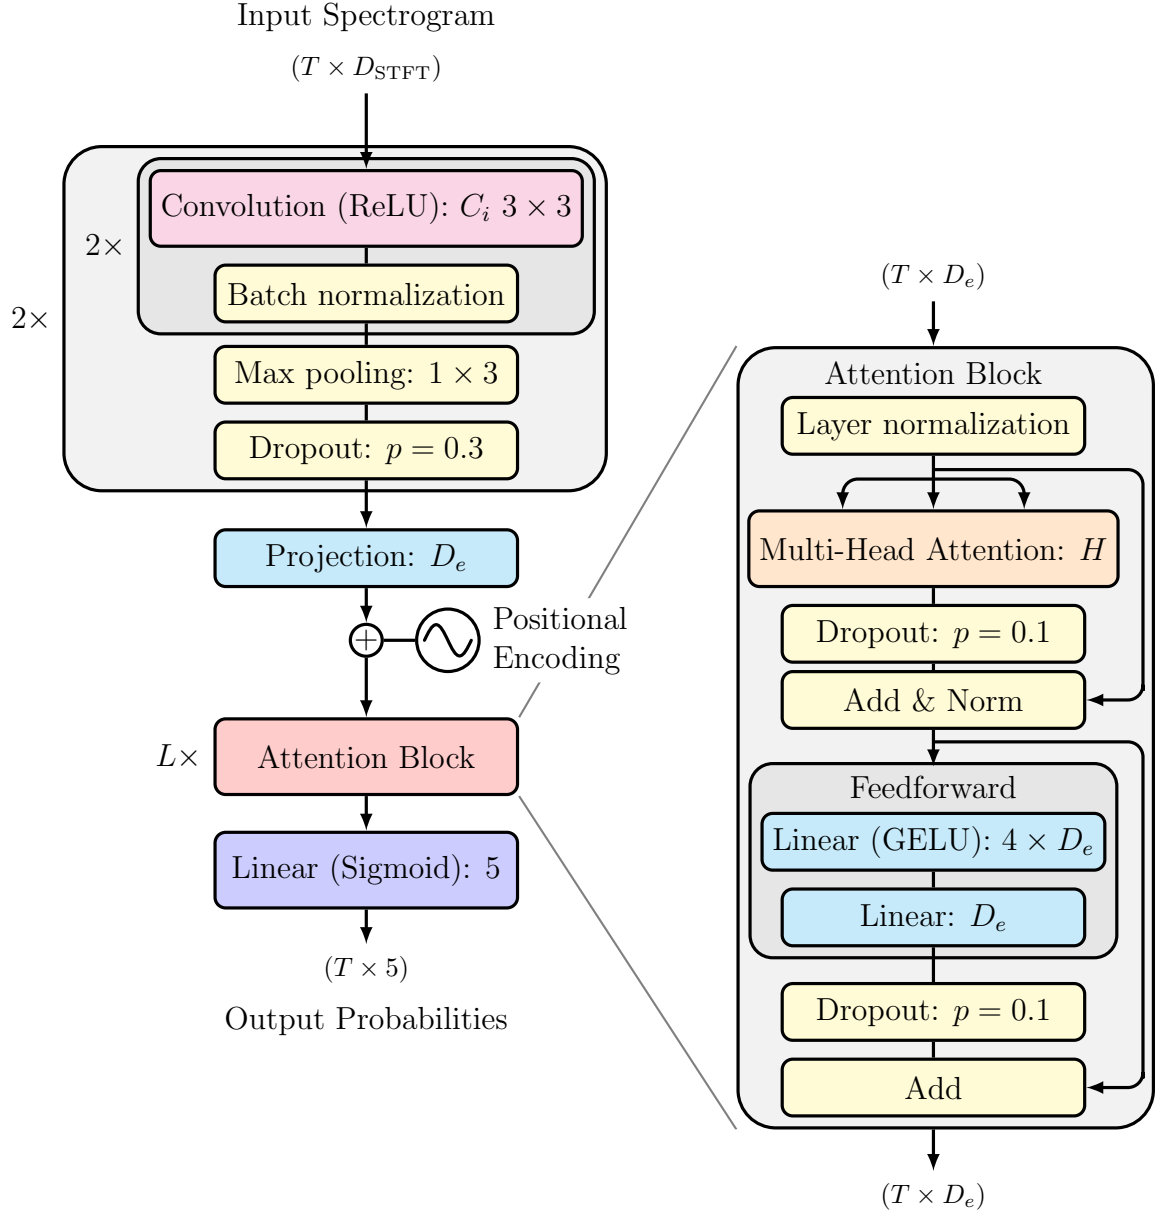 Input Spectrogram
(T × D_STFT)
2×
2×
Convolution (ReLU): C_i 3 × 3
Batch normalization
Max pooling: 1 × 3
Dropout: p = 0.3
Projection: D_e
+
Positional
Encoding
L×
Attention Block
Linear (Sigmoid): 5
(T × 5)
Output Probabilities
(T × D_e)
Attention Block
Layer normalization
Multi-Head Attention: H
Dropout: p = 0.1
Add & Norm
Feedforward
Linear (GELU): 4 × D_e
Linear: D_e
Dropout: p = 0.1
Add
(T × D_e)